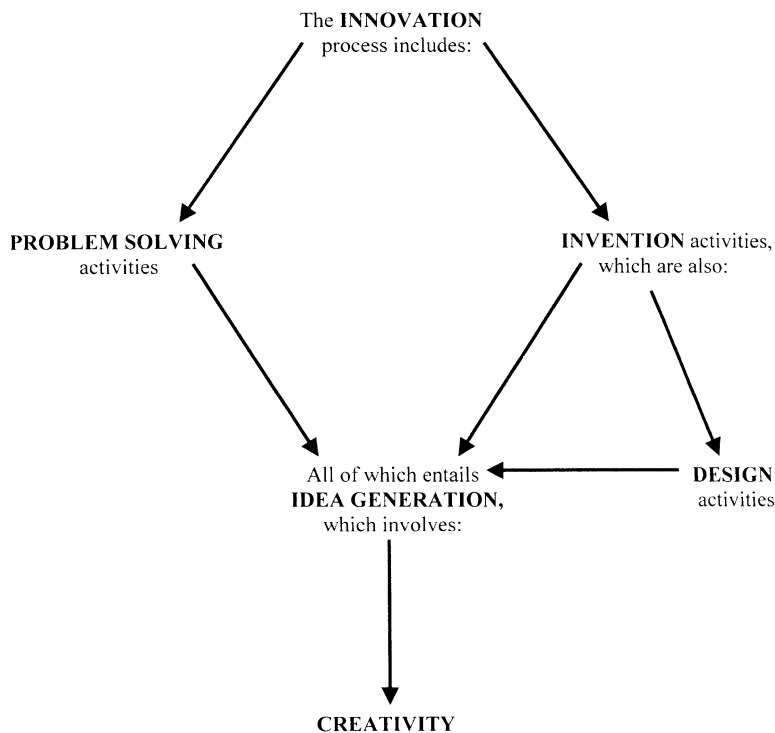 The INNOVATION
process includes:
PROBLEM SOLVING
activities
INVENTION activities,
which are also:
All of which entails
IDEA GENERATION,
which involves:
DESIGN
activities
CREATIVITY